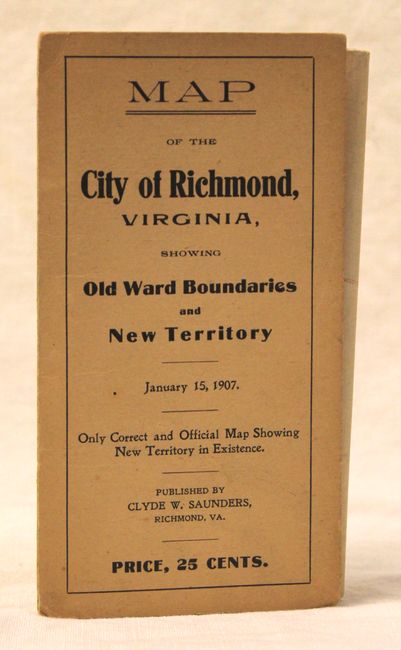 MAP
OF THE
City of Richmond,
VIRGINIA,
SHOWING
Old Ward Boundaries
and
New Territory
January 15, 1907.
Only Correct and Official Map Showing
New Territory in Existence.
PUBLISHED BY
CLYDE W. SAUNDERS,
RICHMOND, VA.
PRICE, 25 CENTS.